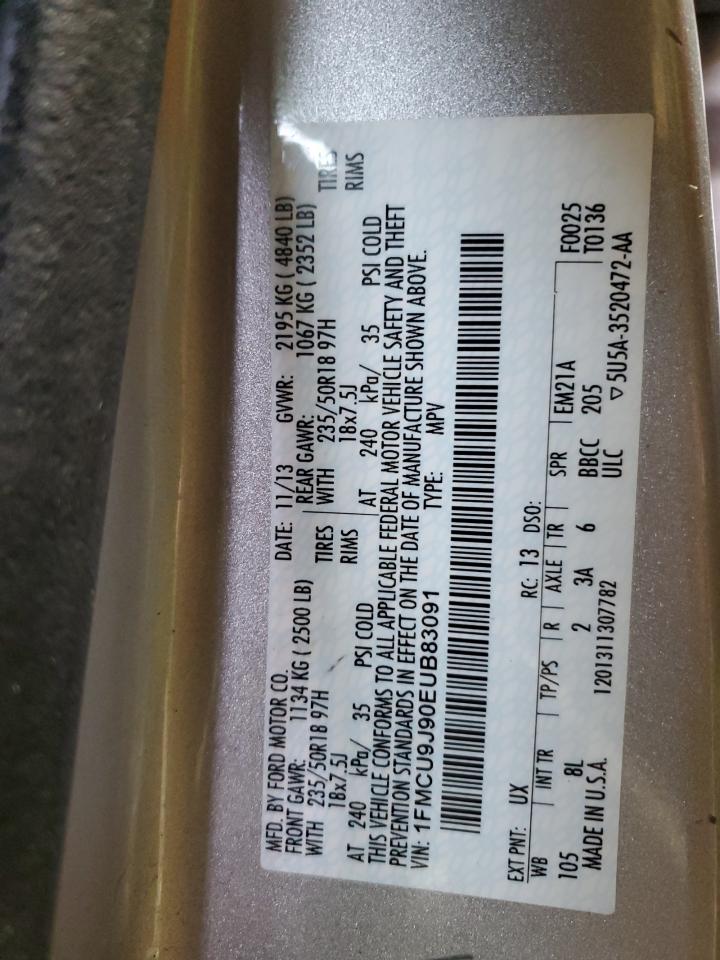 MFD. BY FORD MOTOR CO.
DATE: 11/13 GVWR: 2195 KG ( 4840 LB)
FRONT GAWR: 1134 KG ( 2500 LB) REAR GAWR: 1067 KG ( 2352 LB)
WITH 235/50R18 97H TIRES WITH 235/50R18 97H TIRES
18x7.5J RIMS 18x7.5J RIMS
AT 240 kPa/ 35 PSI COLD AT 240 kPa/ 35 PSI COLD
THIS VEHICLE CONFORMS TO ALL APPLICABLE FEDERAL MOTOR VEHICLE SAFETY AND THEFT
PREVENTION STANDARDS IN EFFECT ON THE DATE OF MANUFACTURE SHOWN ABOVE.
VIN: 1FMCU9J90EUB83091 TYPE: MPV
EXT PNT: UX RC: 13 DSO:
WB INT TR TP/PS R AXLE TR SPR EM21A F0025
105 8L 2 3A 6 BBCC 205 T0136
MADE IN U.S.A. 1201311307782 ULC ▽5U5A-3520472-AA